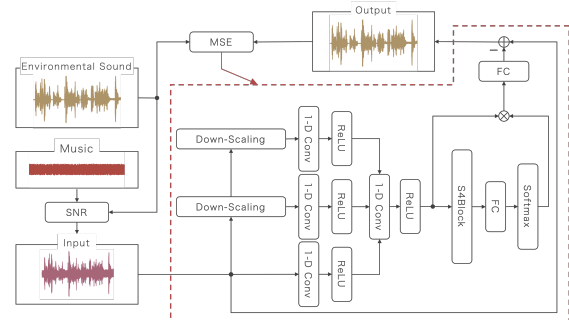 Output
MSE
Environmental Sound
FC
Music
SNR
Input
Down-Scaling
1-D Conv
ReLU
Down-Scaling
1-D Conv
ReLU
1-D Conv
ReLU
S4Block
FC
Softmax
1-D Conv
ReLU